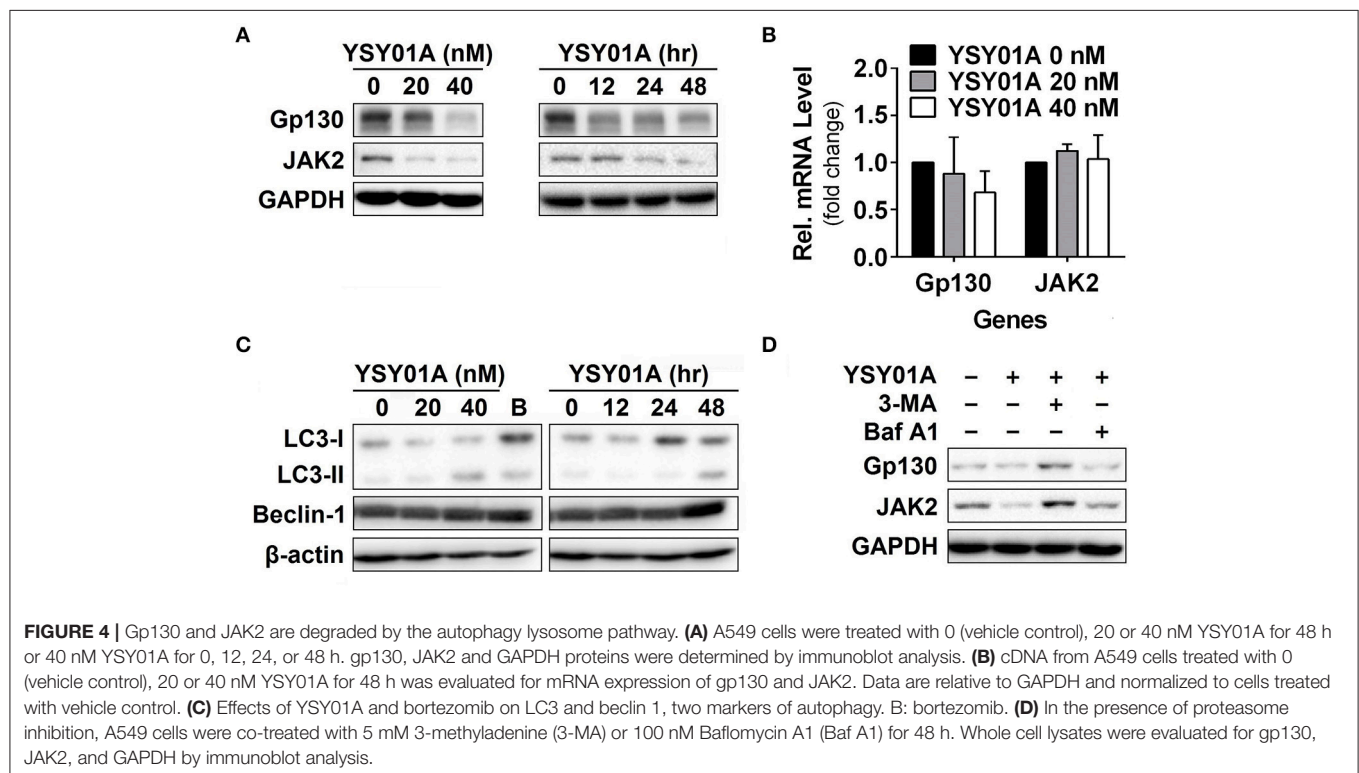 A
YSY01A (nM)
YSY01A (hr)
0 20 40
0 12 24 48
Gp130
JAK2
GAPDH
B
YSY01A 0 nM
YSY01A 20 nM
YSY01A 40 nM
Rel. mRNA Level
(fold change)
2.0
1.5
1.0
0.5
0.0
Gp130 JAK2
Genes
C
YSY01A (nM)
YSY01A (hr)
0 20 40 B
0 12 24 48
LC3-I
LC3-II
Beclin-1
β-actin
D
YSY01A – + + +
3-MA – – + –
Baf A1 – – – +
Gp130
JAK2
GAPDH
FIGURE 4 | Gp130 and JAK2 are degraded by the autophagy lysosome pathway. (A) A549 cells were treated with 0 (vehicle control), 20 or 40 nM YSY01A for 48 h
or 40 nM YSY01A for 0, 12, 24, or 48 h. gp130, JAK2 and GAPDH proteins were determined by immunoblot analysis. (B) cDNA from A549 cells treated with 0
(vehicle control), 20 or 40 nM YSY01A for 48 h was evaluated for mRNA expression of gp130 and JAK2. Data are relative to GAPDH and normalized to cells treated
with vehicle control. (C) Effects of YSY01A and bortezomib on LC3 and beclin 1, two markers of autophagy. B: bortezomib. (D) In the presence of proteasome
inhibition, A549 cells were co-treated with 5 mM 3-methyladenine (3-MA) or 100 nM Baflomycin A1 (Baf A1) for 48 h. Whole cell lysates were evaluated for gp130,
JAK2, and GAPDH by immunoblot analysis.